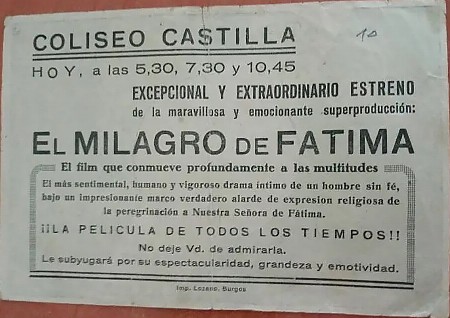 COLISEO CASTILLA
10
HOY, a las 5,30, 7,30 y 10,45
EXCEPCIONAL Y EXTRAORDINARIO ESTRENO
de la maravillosa y emocionante superproducción:
EL MILAGRO DE FATIMA
El film que conmueve profundamente a las multitudes
El más sentimental, humano y vigoroso drama íntimo de un hombre sin fé,
bajo un impresionante marco verdadero alarde de expresion religiosa de
la peregrinación a Nuestra Señora de Fátima.
¡¡LA PELICULA DE TODOS LOS TIEMPOS!!
No deje Vd. de admirarla.
Le subyugará por su espectacularidad, grandeza y emotividad.
Imp. Lozano. Burgos